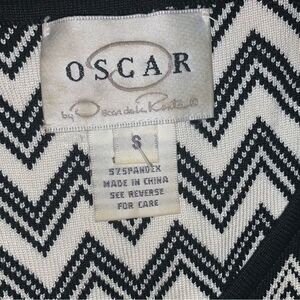 OSCAR
by Oscar de la Renta®
S
5%SPANDEX
MADE IN CHINA
SEE REVERSE
FOR CARE